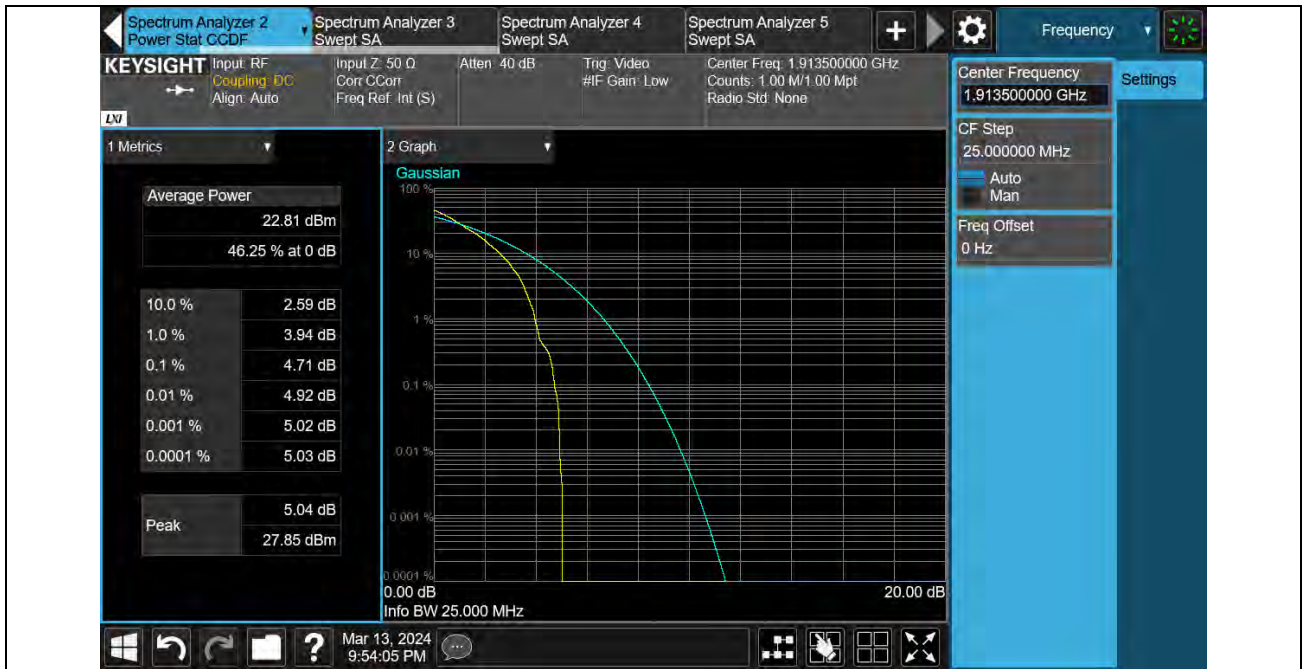 Spectrum Analyzer 2
Power Stat CCDF
Spectrum Analyzer 3
Swept SA
Spectrum Analyzer 4
Swept SA
Spectrum Analyzer 5
Swept SA
+
Frequency
KEYSIGHT
LXI
Input: RF
Coupling: DC
Align: Auto
Input Z: 50 Ω
Corr CCorr
Freq Ref: Int (S)
Atten: 40 dB
Trig: Video
#IF Gain: Low
Center Freq: 1.913500000 GHz
Counts: 1.00 M/1.00 Mpt
Radio Std: None
Center Frequency
1.913500000 GHz
Settings
CF Step
25.000000 MHz
Auto
Man
Freq Offset
0 Hz
1 Metrics
Average Power
22.81 dBm
46.25 % at 0 dB
10.0 % 2.59 dB
1.0 % 3.94 dB
0.1 % 4.71 dB
0.01 % 4.92 dB
0.001 % 5.02 dB
0.0001 % 5.03 dB
Peak
5.04 dB
27.85 dBm
2 Graph
Gaussian
100 %
10 %
1 %
0.1 %
0.01 %
0.001 %
0.0001 %
0.00 dB
20.00 dB
Info BW 25.000 MHz
?
Mar 13, 2024
9:54:05 PM